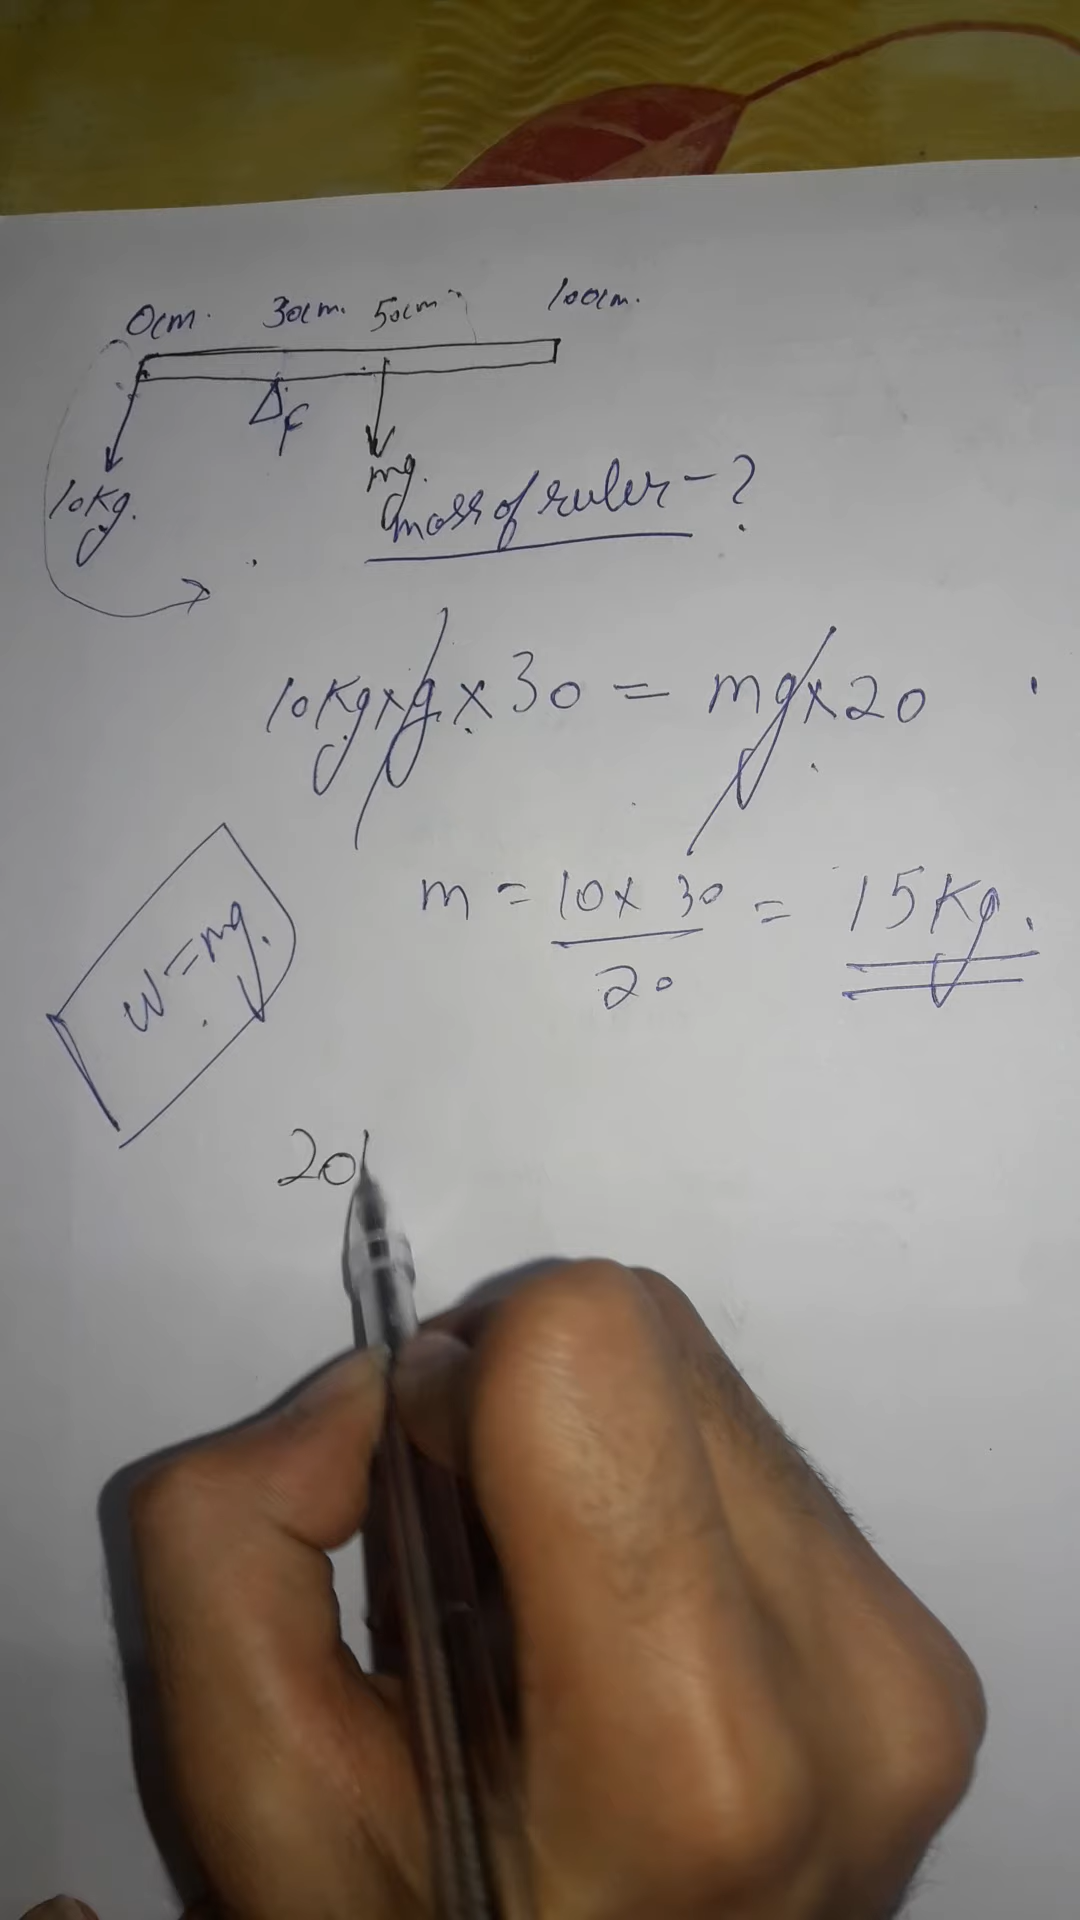 0cm. 30cm. 50cm 100cm.
F
10kg. mg.
mass of ruler - ?
10kg x g x 30 = mg x 20
m = 10 x 30 / 20 = 15kg.
W = mg.
20